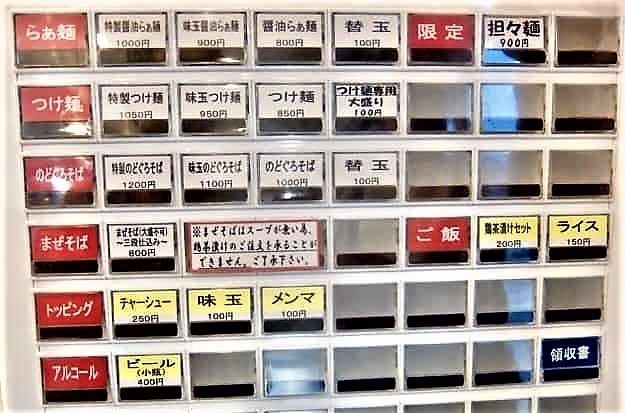 らぁ麺
特製醤油らぁ麺
1000円
味玉醤油らぁ麺
900円
醤油らぁ麺
800円
替玉
100円
限定
担々麺
900円
つけ麺
特製つけ麺
1050円
味玉つけ麺
950円
つけ麺
850円
つけ麺専用
大盛り
100円
のどぐろそば
特製のどぐろそば
1200円
味玉のどぐろそば
1100円
のどぐろそば
1000円
替玉
100円
まぜそば
まぜそば(大盛不可)
～三段仕込み～
800円
※まぜそばはスープが無い為、
鶏茶漬けのご注文を承ることが
できません。ご了承下さい。
ご飯
鶏茶漬けセット
200円
ライス
150円
トッピング
チャーシュー
250円
味玉
100円
メンマ
100円
アルコール
ビール
(小瓶)
400円
領収書